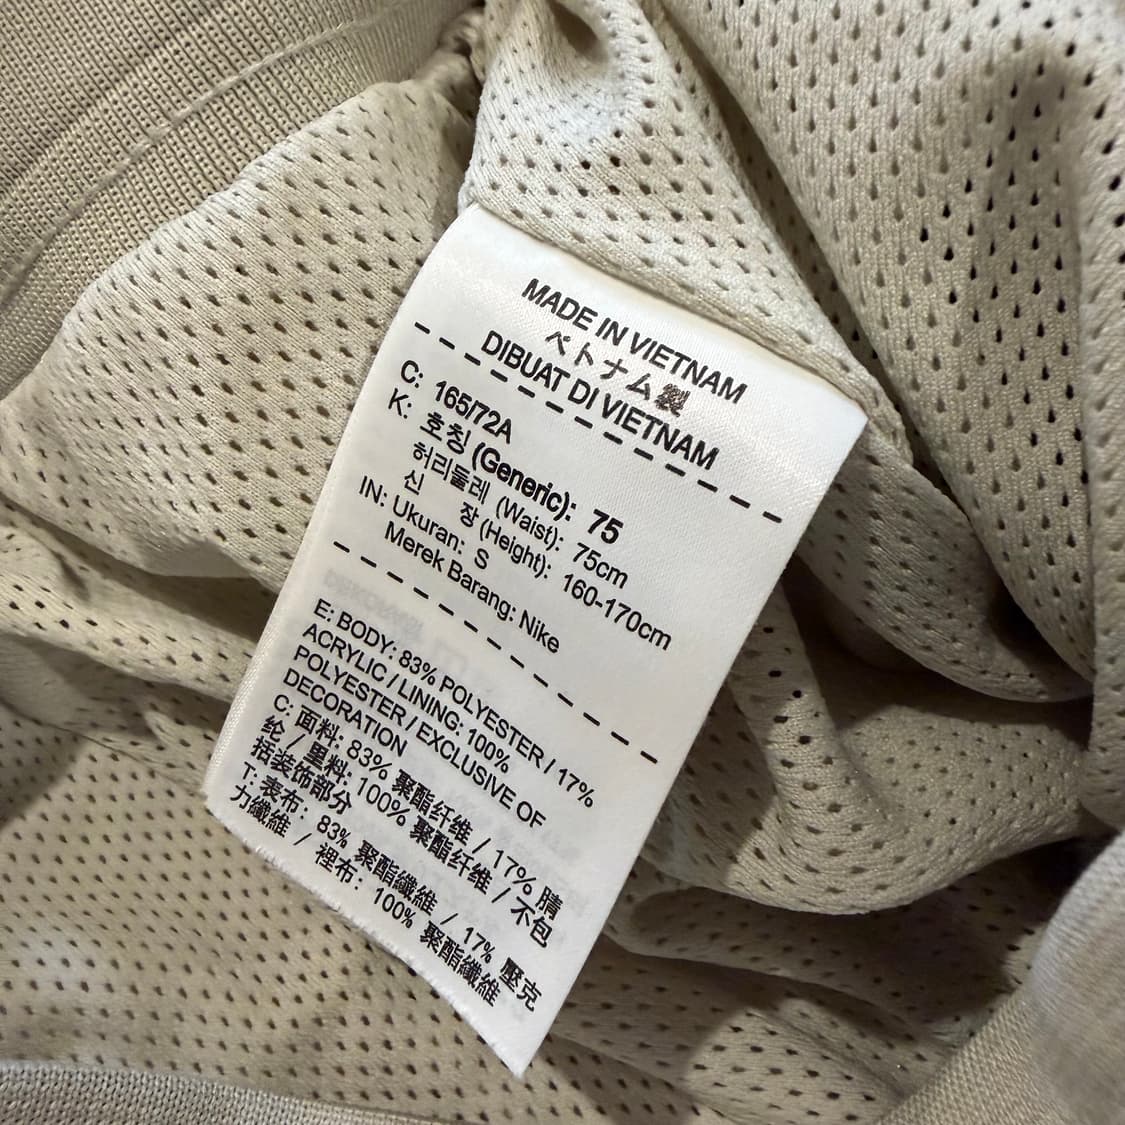 MADE IN VIETNAM
ベトナム製
DIBUAT DI VIETNAM
C: 165/72A
K: 호칭 (Generic): 75
허리둘레 (Waist): 75cm
신 장 (Height): 160-170cm
IN: Ukuran: S
Merek Barang: Nike
E: BODY: 83% POLYESTER / 17%
ACRYLIC / LINING: 100%
POLYESTER / EXCLUSIVE OF
DECORATION
C: 面料: 83% 聚酯纤维 / 17% 腈
纶 / 里料: 100% 聚酯纤维 / 不包
括装饰部分
T: 表布: 83% 聚酯纖維 / 17% 壓克
力纖維 / 裡布: 100% 聚酯纖維